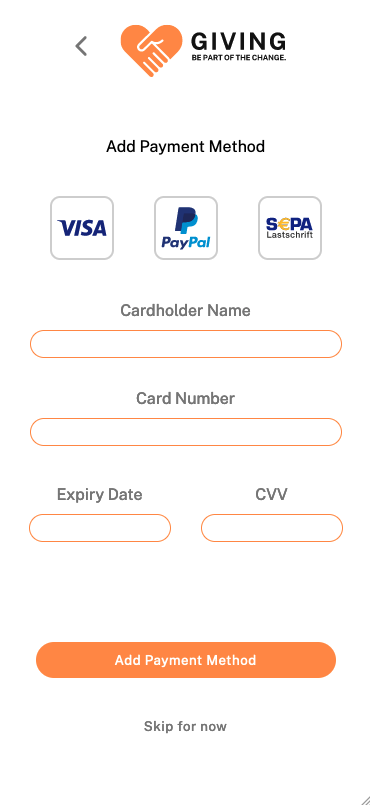 GIVING
BE PART OF THE CHANGE.
Add Payment Method
VISA
PayPal
S€PA
Lastschrift
Cardholder Name
Card Number
Expiry Date
CVV
Add Payment Method
Skip for now